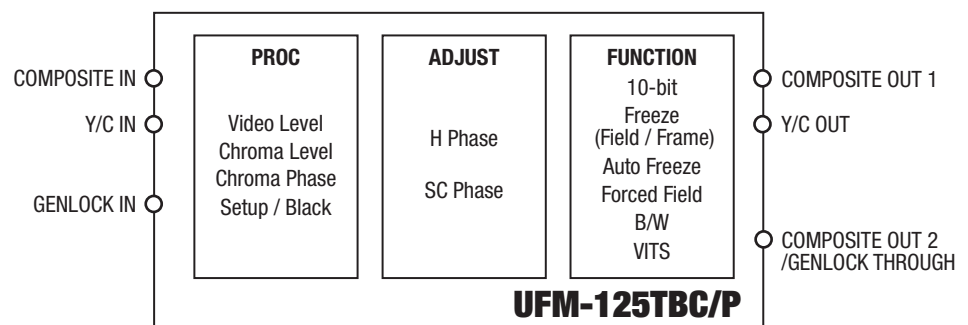 COMPOSITE IN
Y/C IN
GENLOCK IN
PROC
Video Level
Chroma Level
Chroma Phase
Setup / Black
ADJUST
H Phase
SC Phase
FUNCTION
10-bit
Freeze
(Field / Frame)
Auto Freeze
Forced Field
B/W
VITS
COMPOSITE OUT 1
Y/C OUT
COMPOSITE OUT 2
/GENLOCK THROUGH
UFM-125TBC/P